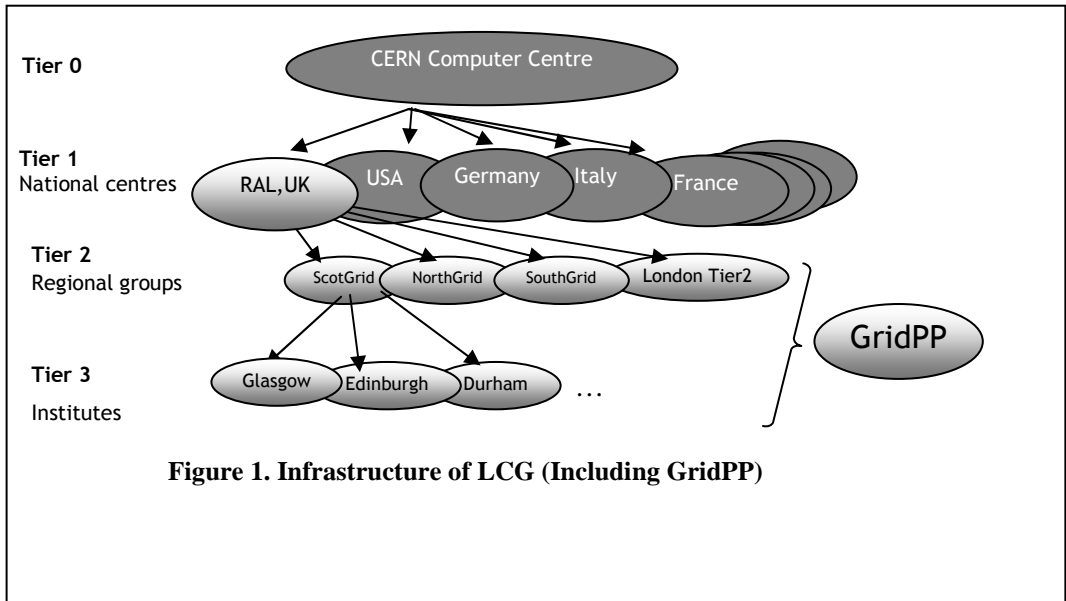 Tier 0
CERN Computer Centre
Tier 1
National centres
RAL,UK
USA
Germany
Italy
France
Tier 2
Regional groups
ScotGrid
NorthGrid
SouthGrid
London Tier2
GridPP
Tier 3
Institutes
Glasgow
Edinburgh
Durham
...
Figure 1. Infrastructure of LCG (Including GridPP)